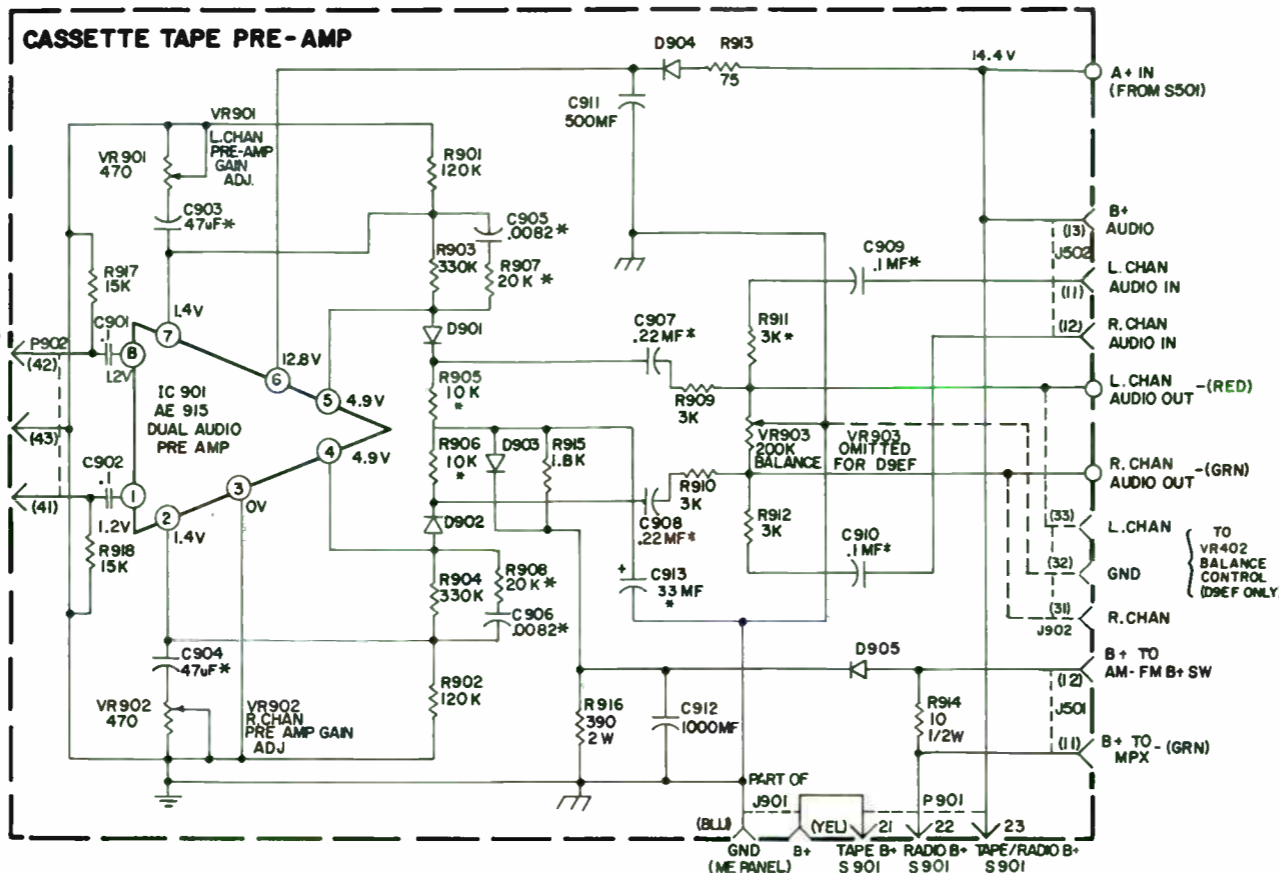 CASSETTE TAPE PRE-AMP
D904
R913
75
14.4V
A+ IN
(FROM S501)
C911
500MF
VR901
L.CHAN
PRE-AMP
GAIN
ADJ.
VR901
470
C903
47uF*
R901
120K
C905
.0082*
R903
330K
R907
20K*
B+
AUDIO
(13)
J502
C909
.1MF*
L.CHAN
AUDIO IN
(11)
R917
15K
1.4V
7
D901
C907
.22MF*
R911
3K*
(12)
R.CHAN
AUDIO IN
C901
.1
P902
(42)
8
1.2V
12.8V
6
5
4.9V
R905
10K
*
R909
3K
L.CHAN
AUDIO OUT
-(RED)
IC 901
AE 915
DUAL AUDIO
PRE AMP
(43)
4.9V
4
R906
10K
*
D903
R915
1.8K
VR903
200K
BALANCE
VR903
OMITTED
FOR D9EF
C902
.1
3
0V
R910
3K
R.CHAN
AUDIO OUT
-(GRN)
(41)
1
1.2V
2
1.4V
D902
C908
.22MF*
R912
3K
(33)
L.CHAN
R918
15K
C910
.1MF*
TO
VR402
BALANCE
CONTROL
(D9EF ONLY)
(32)
GND
R904
330K
R908
20K*
C906
.0082*
+
C913
33MF
*
(31)
R.CHAN
J902
C904
47uF*
D905
B+ TO
AM-FM B+ SW
(12)
VR902
470
VR902
R.CHAN
PRE AMP GAIN
ADJ
R902
120K
R916
390
2W
C912
1000MF
R914
10
1/2W
J501
(11)
B+ TO
MPX
-(GRN)
PART OF
J901
P901
(BLU)
(YEL)
21
22
23
GND
(ME PANEL)
B+
TAPE B+
S901
RADIO B+
S901
TAPE/RADIO B+
S901